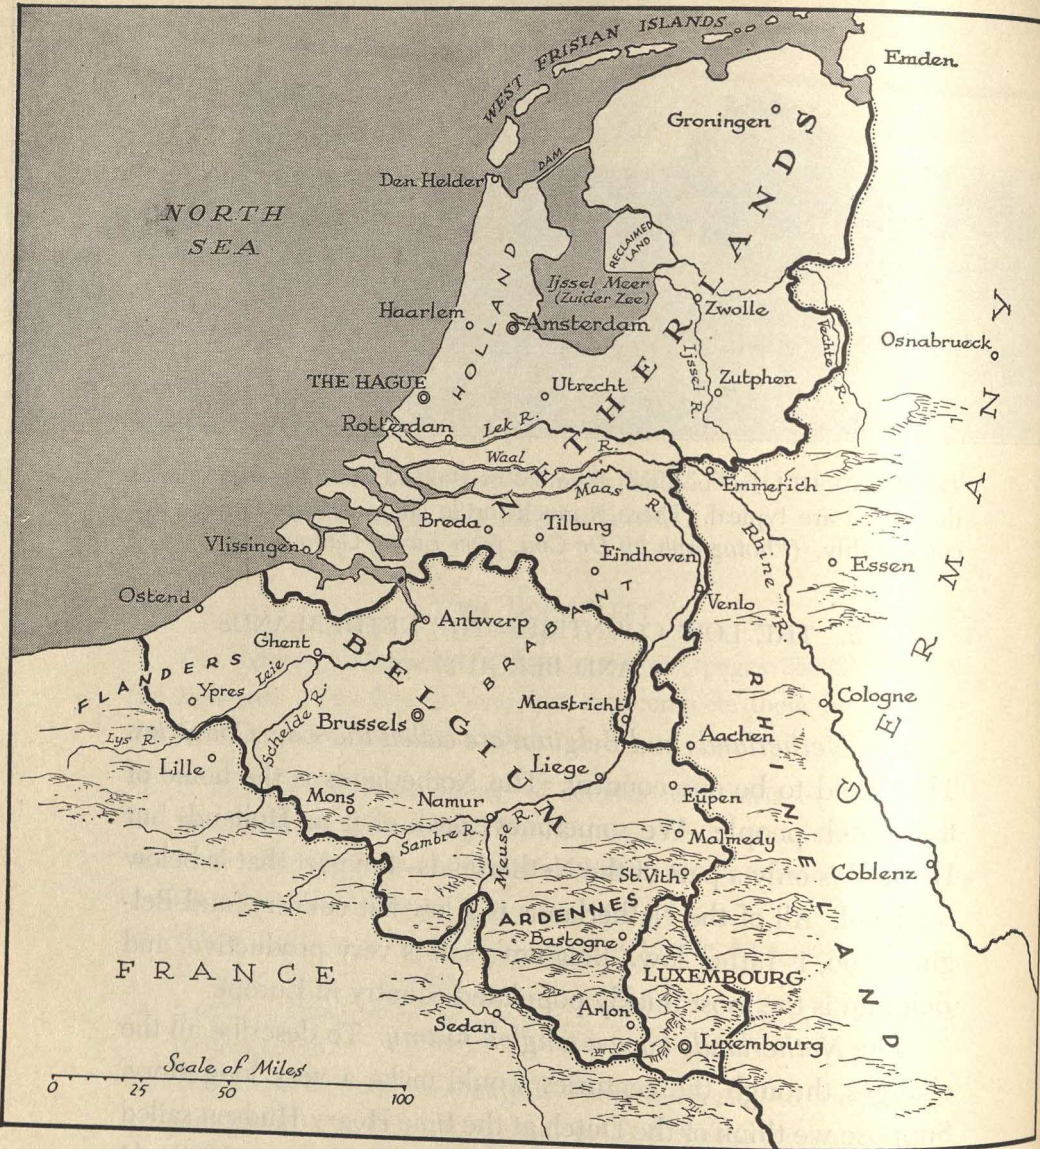 WEST FRISIAN ISLANDS
Emden
Groningen
DAM
Den Helder
NORTH
SEA
RECLAIMED
LAND
NETHERLANDS
HOLLAND
Ijssel Meer
(Zuider Zee)
Zwolle
Haarlem
Amsterdam
Vechte R.
Osnabrueck
GERMANY
Ijssel R.
THE HAGUE
Utrecht
Zutphen
Rotterdam
Lek R.
Waal R.
Emmerich
Maas R.
Breda
Tilburg
Rhine R.
Vlissingen
Eindhoven
Essen
Ostend
Venlo
Antwerp
BRABANT
Ghent
BELGIUM
FLANDERS
Leie
Ypres
RHINELAND
Schelde R.
Brussels
Maastricht
Cologne
Lys R.
Aachen
Lille
Liege
Eupen
Mons
Namur
Sambre R.
Meuse R.
Malmedy
St. Vith
Coblenz
ARDENNES
Bastogne
FRANCE
LUXEMBOURG
Sedan
Arlon
Luxembourg
Scale of Miles
0 25 50 100